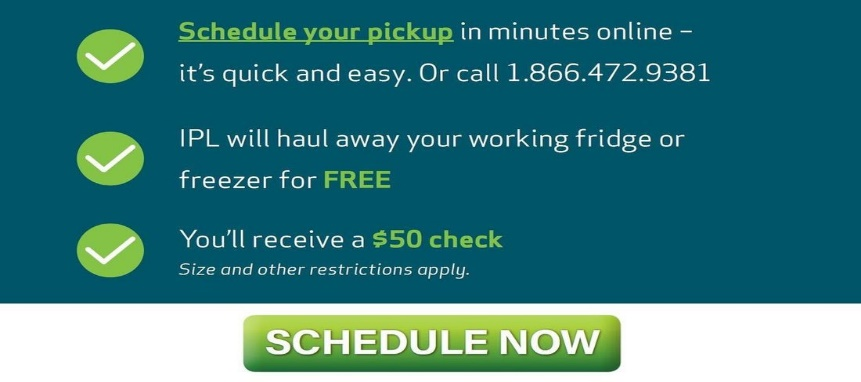 Schedule your pickup in minutes online –
it's quick and easy. Or call 1.866.472.9381
IPL will haul away your working fridge or
freezer for FREE
You'll receive a $50 check
Size and other restrictions apply.
SCHEDULE NOW